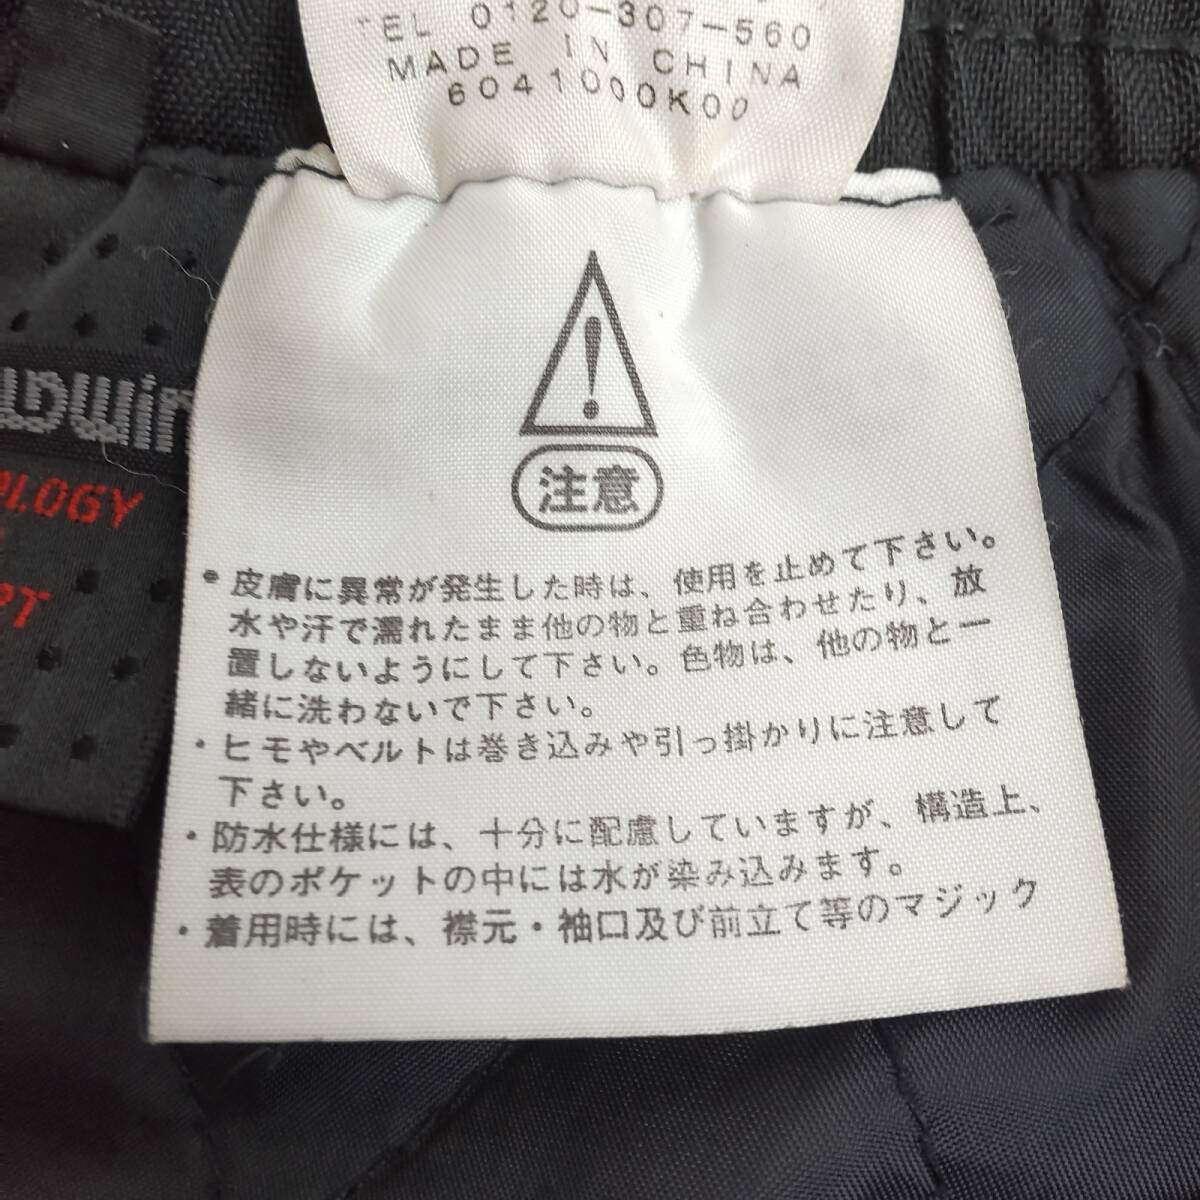 TEL 0120-307-560
MADE IN CHINA
6041000K00
注意
・皮膚に異常が発生した時は、使用を止めて下さい。
水や汗で濡れたまま他の物と重ね合わせたり、放
置しないようにして下さい。色物は、他の物と一
緒に洗わないで下さい。
・ヒモやベルトは巻き込みや引っ掛かりに注意して
下さい。
・防水仕様には、十分に配慮していますが、構造上、
表のポケットの中には水が染み込みます。
・着用時には、襟元・袖口及び前立て等のマジック